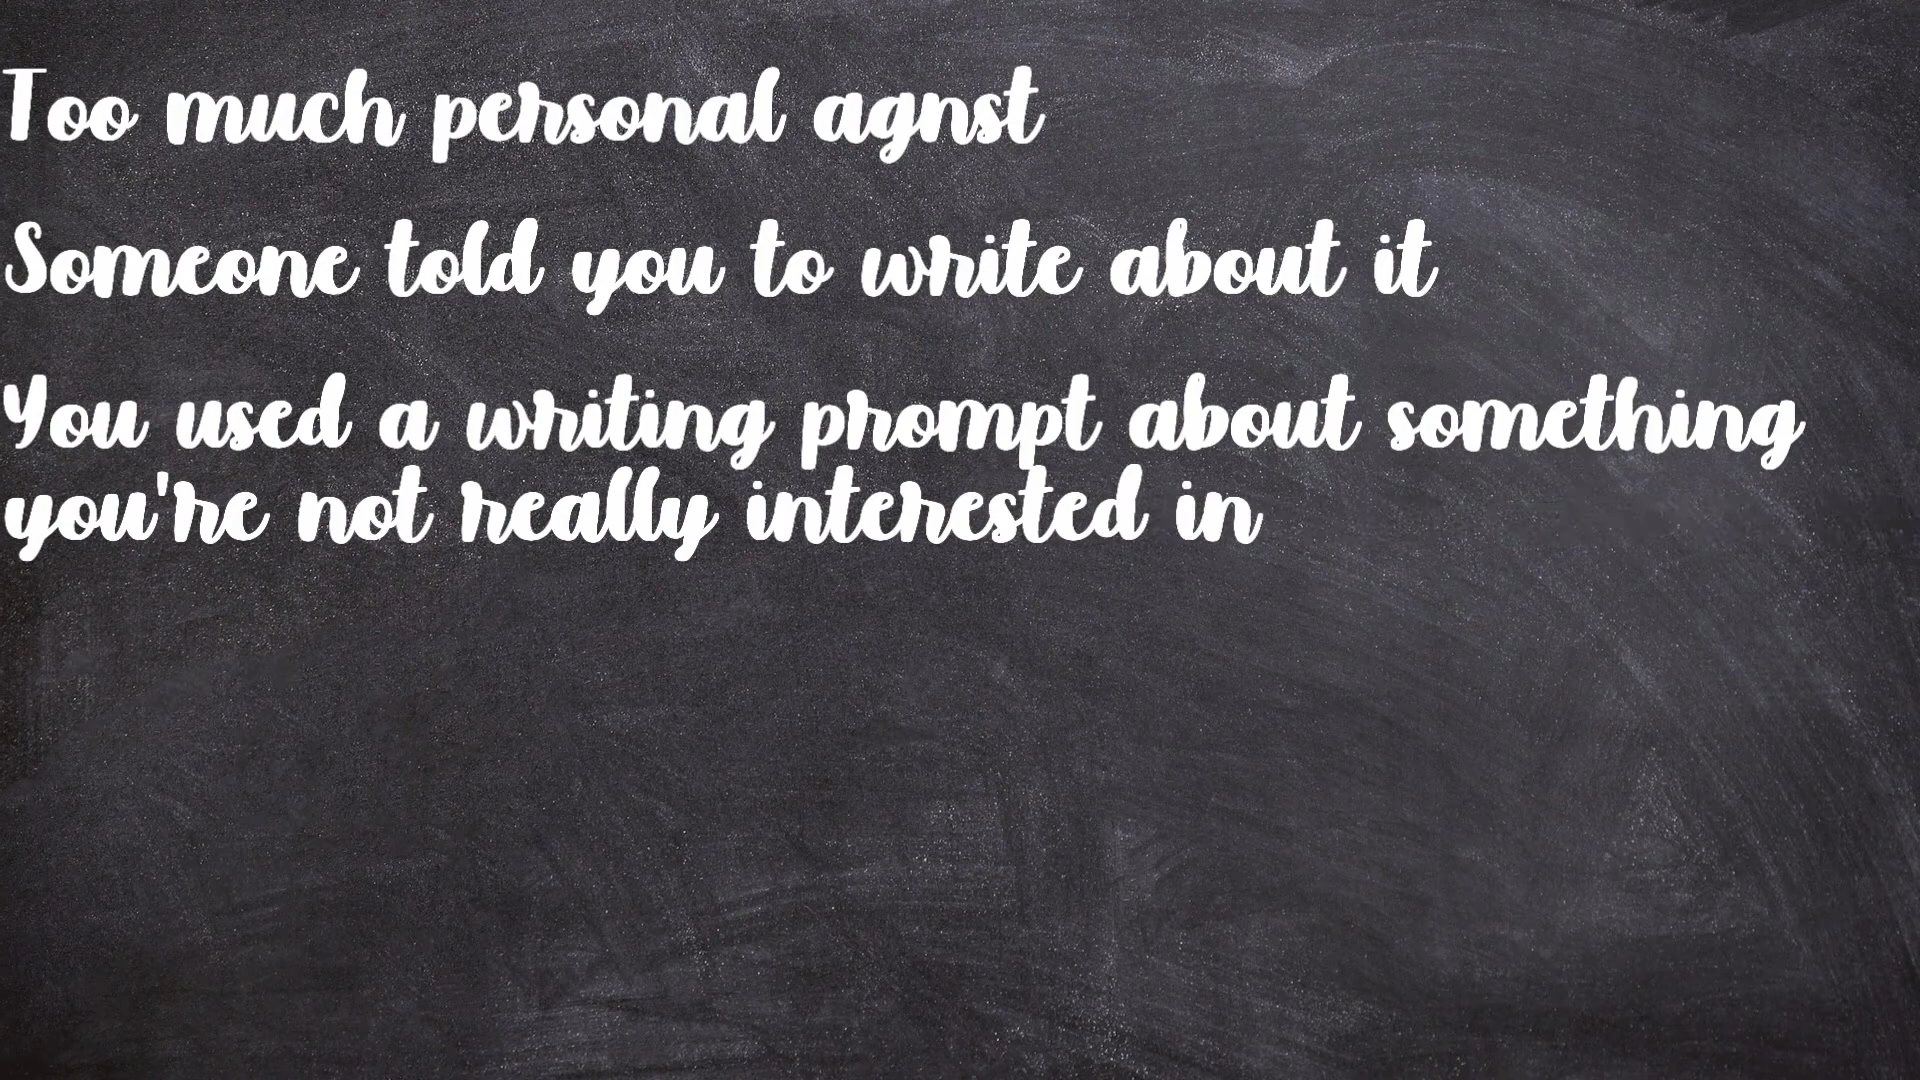 Too much personal agnst
Someone told you to write about it
You used a writing prompt about something
you're not really interested in